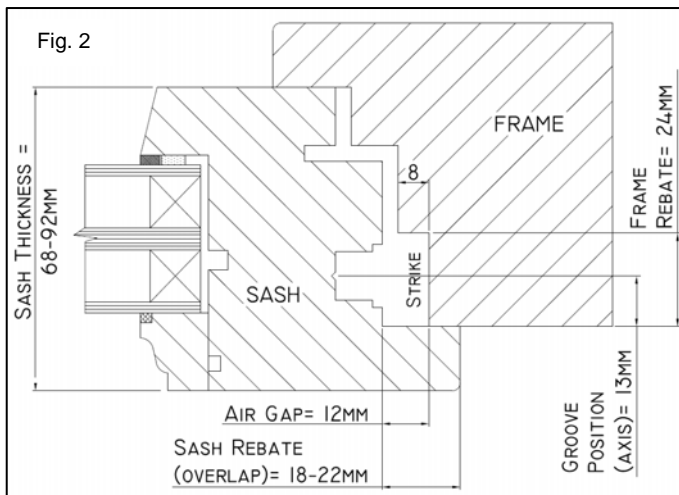 Fig. 2
FRAME
SASH THICKNESS =
68-92MM
8
FRAME
REBATE= 24MM
STRIKE
SASH
GROOVE
POSITION
(AXIS)= 13MM
AIR GAP= 12MM
SASH REBATE
(OVERLAP)= 18-22MM